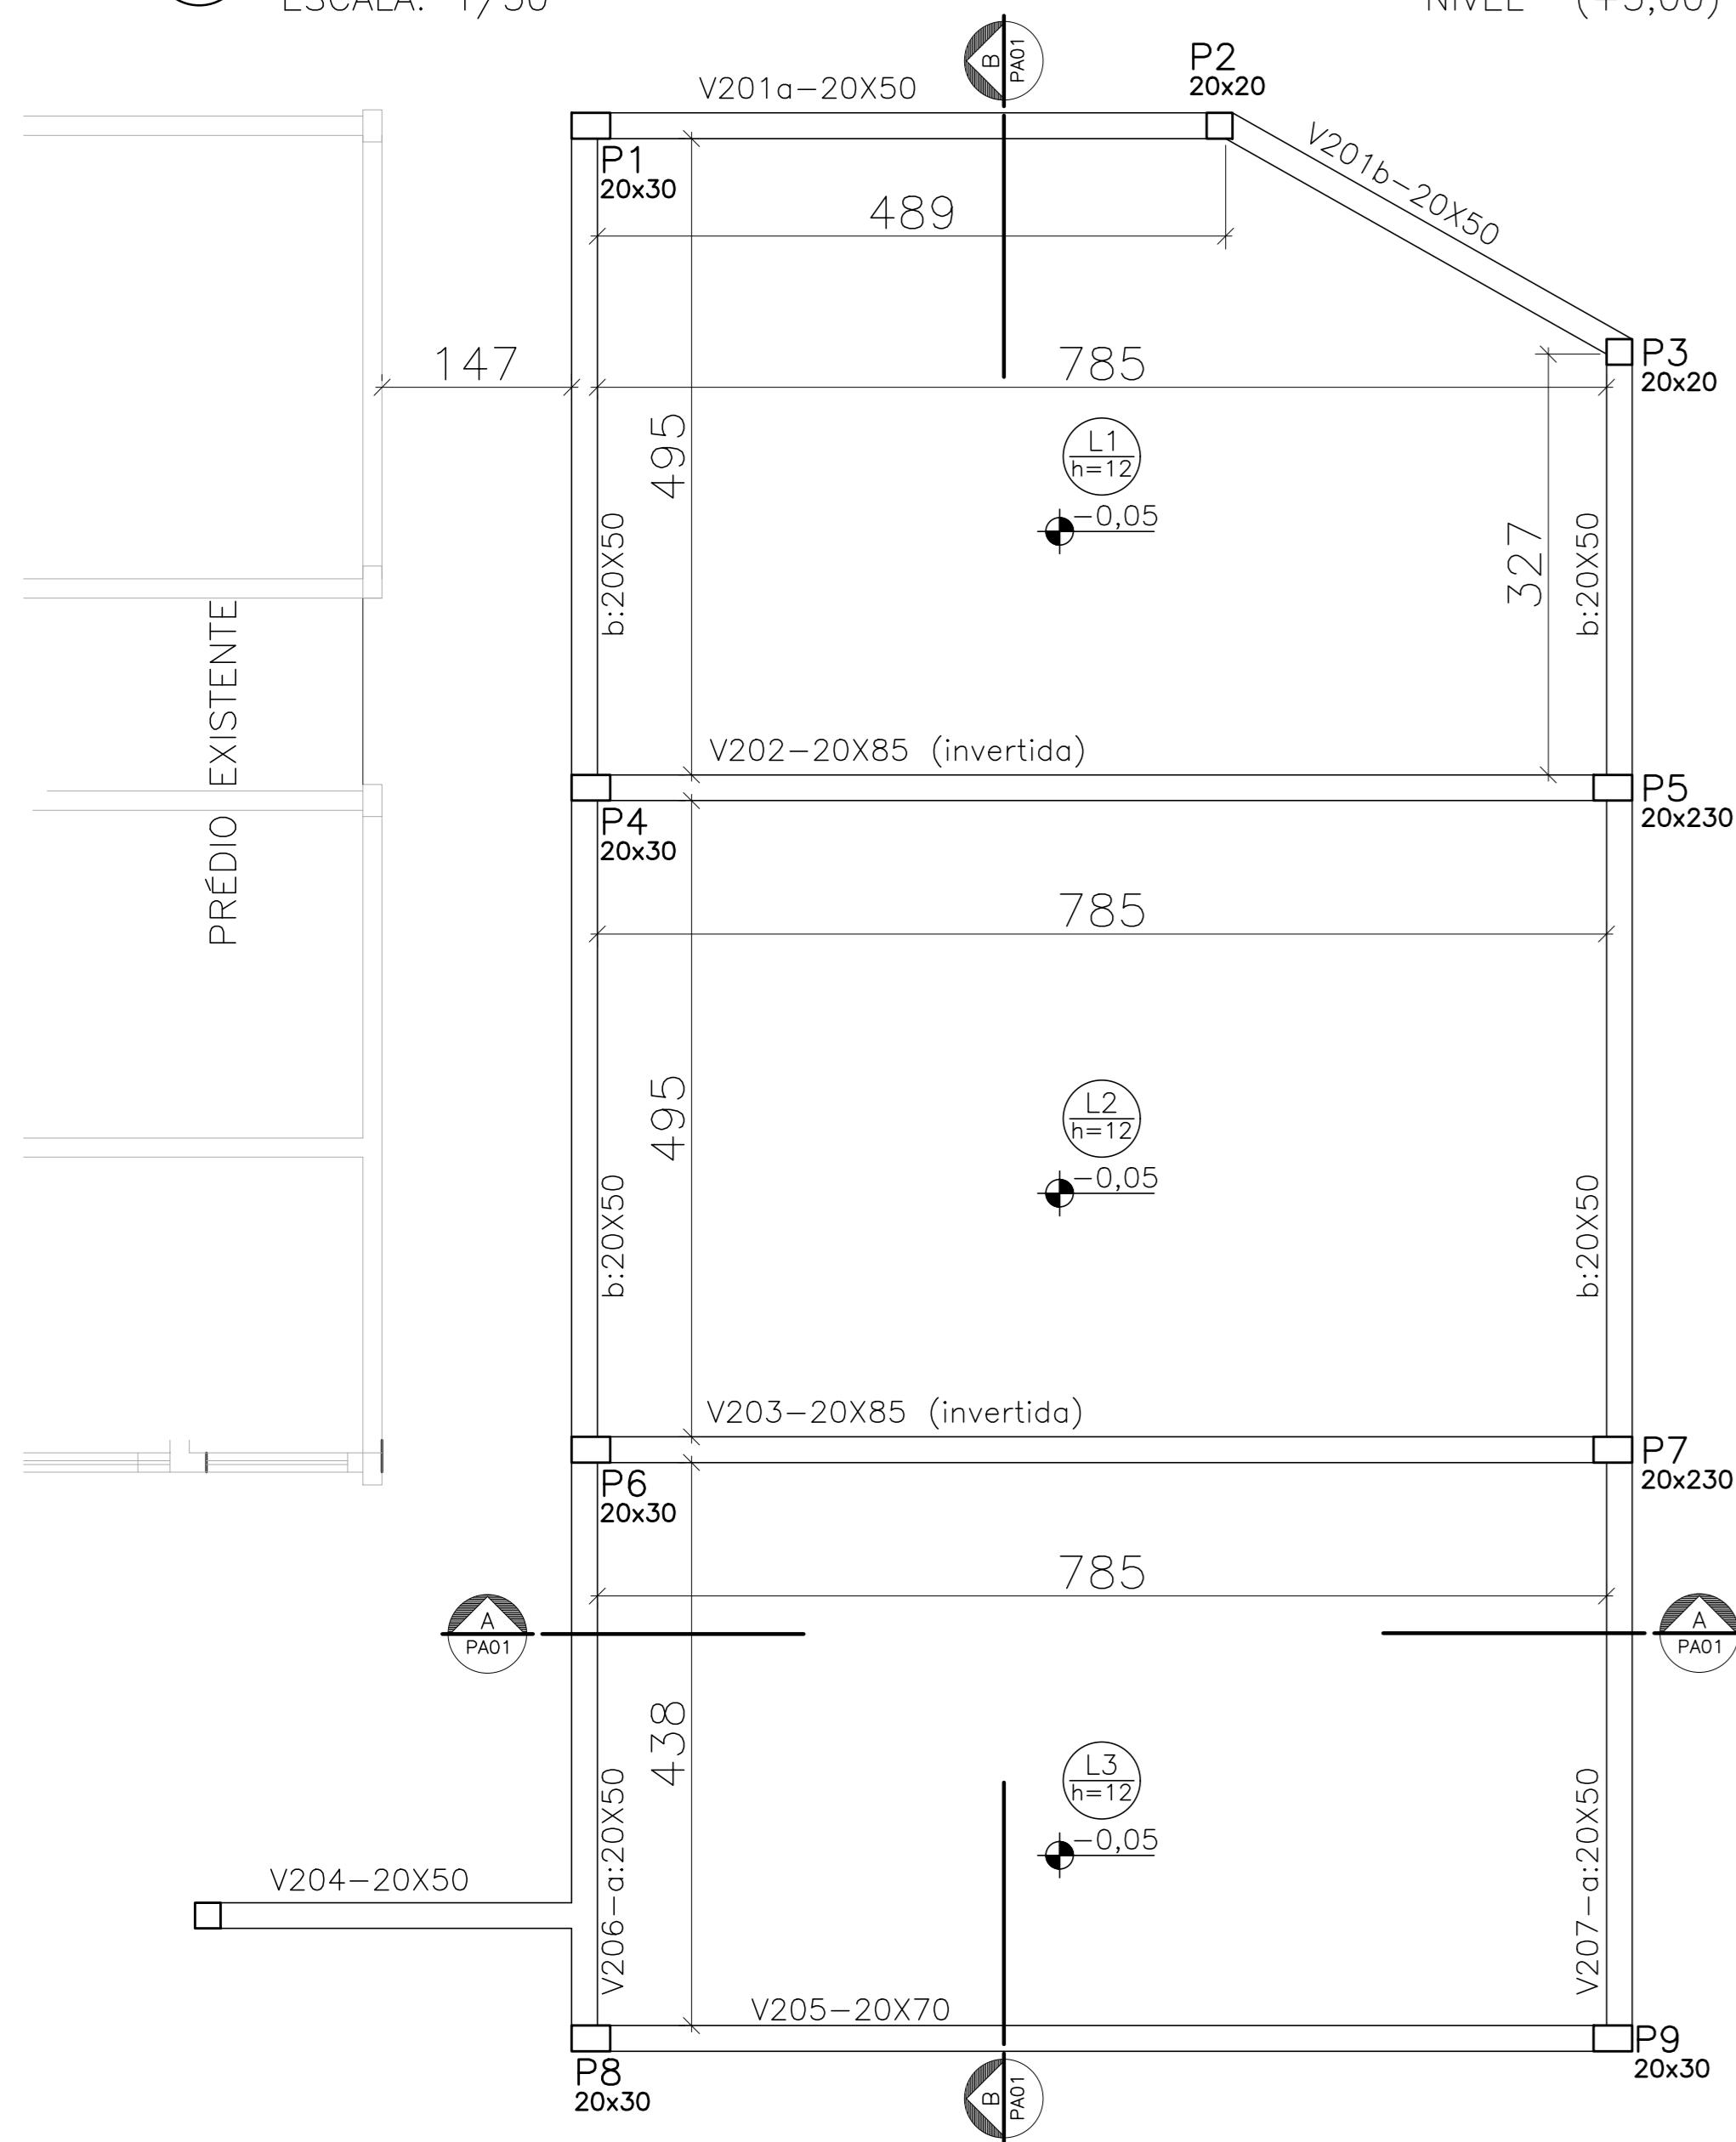 ESCALA: 1/50
NÍVEL (+3,00)
B
PA01
P2
20x20
V201a-20X50
V201b-20X50
P1
20x30
489
P3
20x20
147
785
495
L1
h=12
-0,05
b:20X50
b:20X50
327
PRÉDIO EXISTENTE
V202-20X85 (invertida)
P4
20x30
P5
20x230
785
495
L2
h=12
-0,05
b:20X50
b:20X50
V203-20X85 (invertida)
P6
20x30
P7
20x230
785
A
PA01
A
PA01
438
L3
h=12
-0,05
V206-a:20X50
V207-a:20X50
V204-20X50
V205-20X70
P8
20x30
P9
20x30
B
PA01